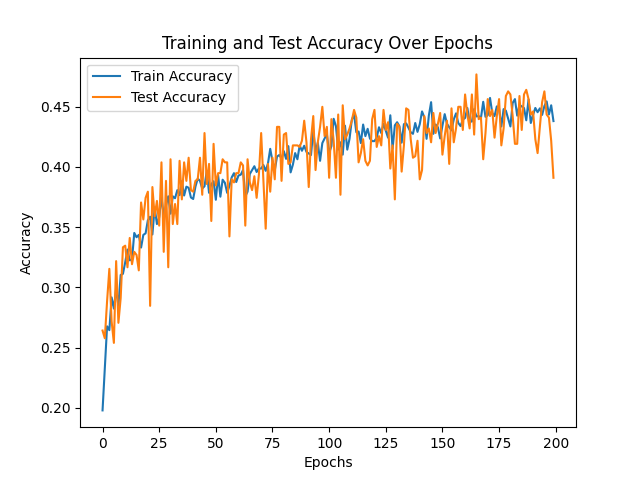 Training and Test Accuracy Over Epochs
Train Accuracy
Test Accuracy
0.45
0.40
0.35
0.30
0.25
0.20
Accuracy
0 25 50 75 100 125 150 175 200
Epochs